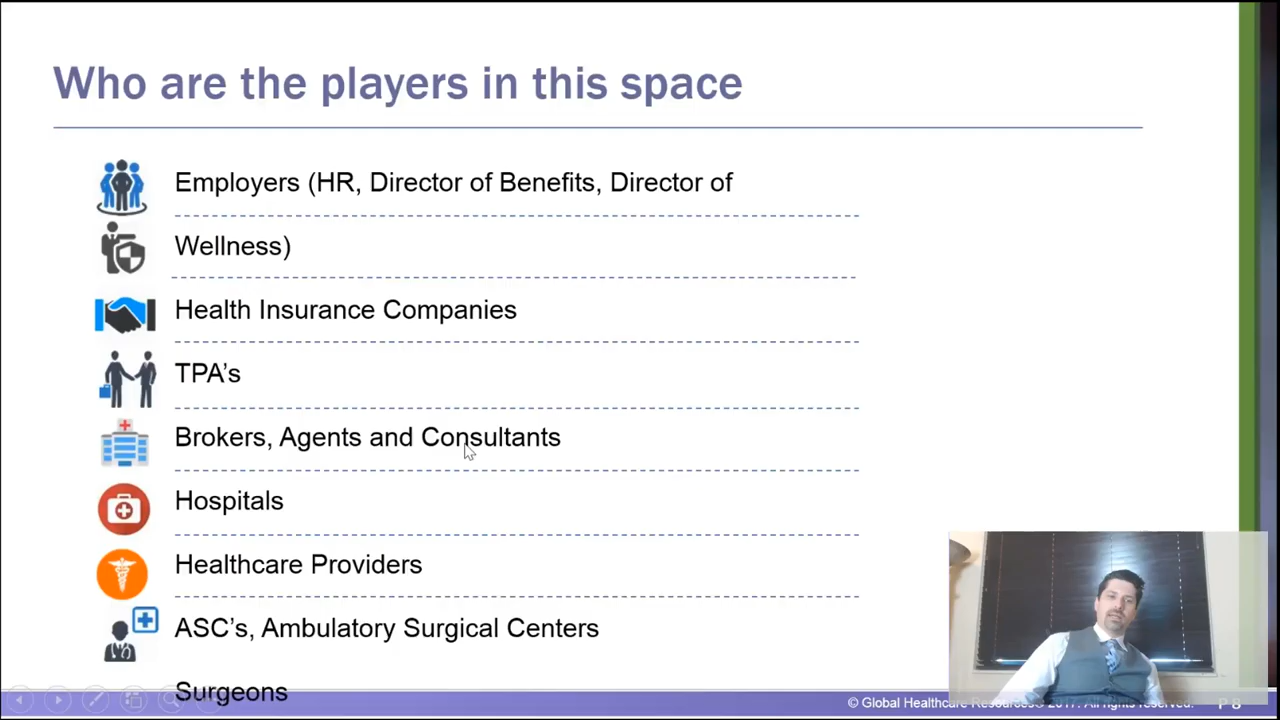 Who are the players in this space
Employers (HR, Director of Benefits, Director of
Wellness)
Health Insurance Companies
TPA's
Brokers, Agents and Consultants
Hospitals
Healthcare Providers
ASC's, Ambulatory Surgical Centers
Surgeons
© Global Healthcare Resources® 2017. All rights reserved. P 8